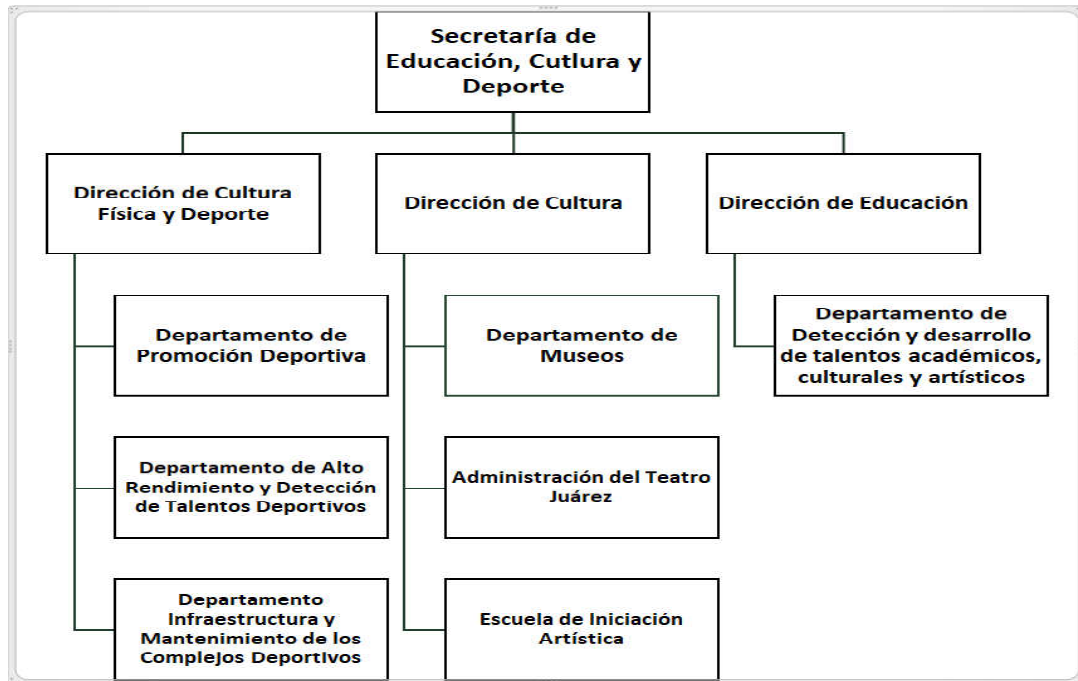 Secretaría de
Educación, Cutlura y
Deporte
Dirección de Cultura
Física y Deporte
Dirección de Cultura
Dirección de Educación
Departamento de
Promoción Deportiva
Departamento de
Museos
Departamento de
Detección y desarrollo
de talentos académicos,
culturales y artísticos
Departamento de Alto
Rendimiento y Detección
de Talentos Deportivos
Administración del Teatro
Juárez
Departamento
Infraestructura y
Mantenimiento de los
Complejos Deportivos
Escuela de Iniciación
Artística